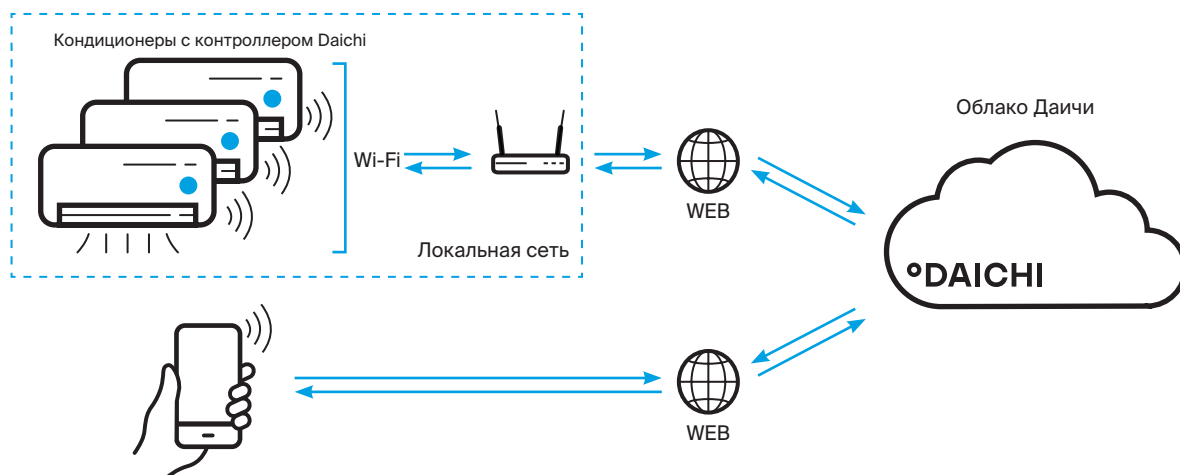 Кондиционеры с контроллером Daichi
Облако Даичи
Wi-Fi
WEB
Локальная сеть
°DAICHI
WEB